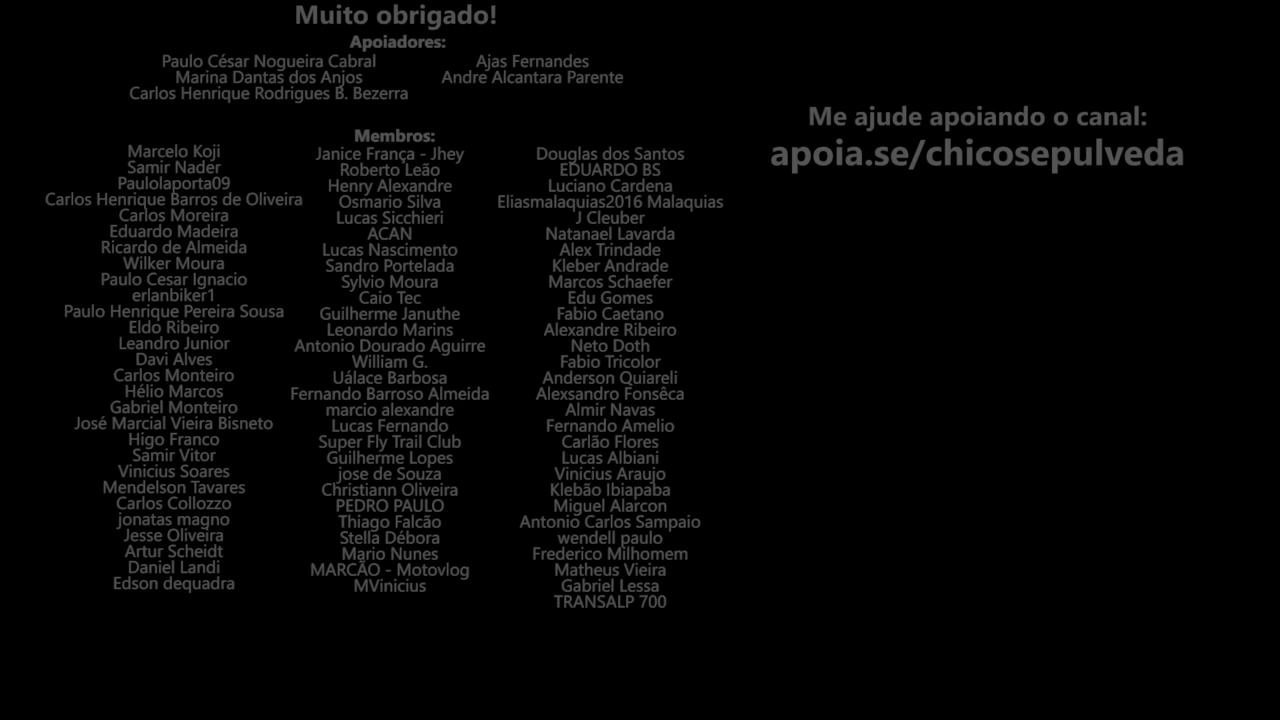 Muito obrigado!
Apoiadores:
Paulo César Nogueira Cabral
Marina Dantas dos Anjos
Carlos Henrique Rodrigues B. Bezerra
Ajas Fernandes
Andre Alcantara Parente
Membros:
Marcelo Koji
Samir Nader
Paulolaporta09
Carlos Henrique Barros de Oliveira
Carlos Moreira
Eduardo Madeira
Ricardo de Almeida
Wilker Moura
Paulo Cesar Ignacio
erlanbiker1
Paulo Henrique Pereira Sousa
Eldo Ribeiro
Leandro Junior
Davi Alves
Carlos Monteiro
Hélio Marcos
Gabriel Monteiro
José Marcial Vieira Bisneto
Higo Franco
Samir Vitor
Vinicius Soares
Mendelson Tavares
Carlos Collozzo
jonatas magno
Jesse Oliveira
Artur Scheidt
Daniel Landi
Edson dequadra
Janice França - Jhey
Roberto Leão
Henry Alexandre
Osmario Silva
Lucas Sicchieri
ACAN
Lucas Nascimento
Sandro Portelada
Sylvio Moura
Caio Tec
Guilherme Januthe
Leonardo Marins
Antonio Dourado Aguirre
William G.
Uálace Barbosa
Fernando Barroso Almeida
marcio alexandre
Lucas Fernando
Super Fly Trail Club
Guilherme Lopes
jose de Souza
Christiann Oliveira
PEDRO PAULO
Thiago Falcão
Stella Débora
Mario Nunes
MARCÃO - Motovlog
MVinicius
Douglas dos Santos
EDUARDO BS
Luciano Cardena
Eliasmalaquias2016 Malaquias
J Cleuber
Natanael Lavarda
Alex Trindade
Kleber Andrade
Marcos Schaefer
Edu Gomes
Fabio Caetano
Alexandre Ribeiro
Neto Doth
Fabio Tricolor
Anderson Quiareli
Alexsandro Fonsêca
Almir Navas
Fernando Amelio
Carlão Flores
Lucas Albiani
Vinicius Araujo
Klebão Ibiapaba
Miguel Alarcon
Antonio Carlos Sampaio
wendell paulo
Frederico Milhomem
Matheus Vieira
Gabriel Lessa
TRANSALP 700
Me ajude apoiando o canal:
apoia.se/chicosepulveda